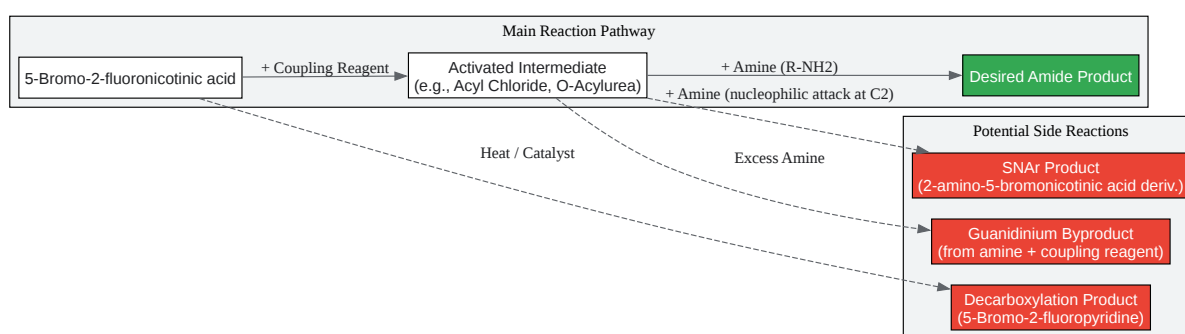 Main Reaction Pathway
5-Bromo-2-fluoronicotinic acid
+ Coupling Reagent
Activated Intermediate
(e.g., Acyl Chloride, O-Acylurea)
+ Amine (R-NH2)
Desired Amide Product
+ Amine (nucleophilic attack at C2)
Potential Side Reactions
Heat / Catalyst
Excess Amine
SNAr Product
(2-amino-5-bromonicotinic acid deriv.)
Guanidinium Byproduct
(from amine + coupling reagent)
Decarboxylation Product
(5-Bromo-2-fluoropyridine)